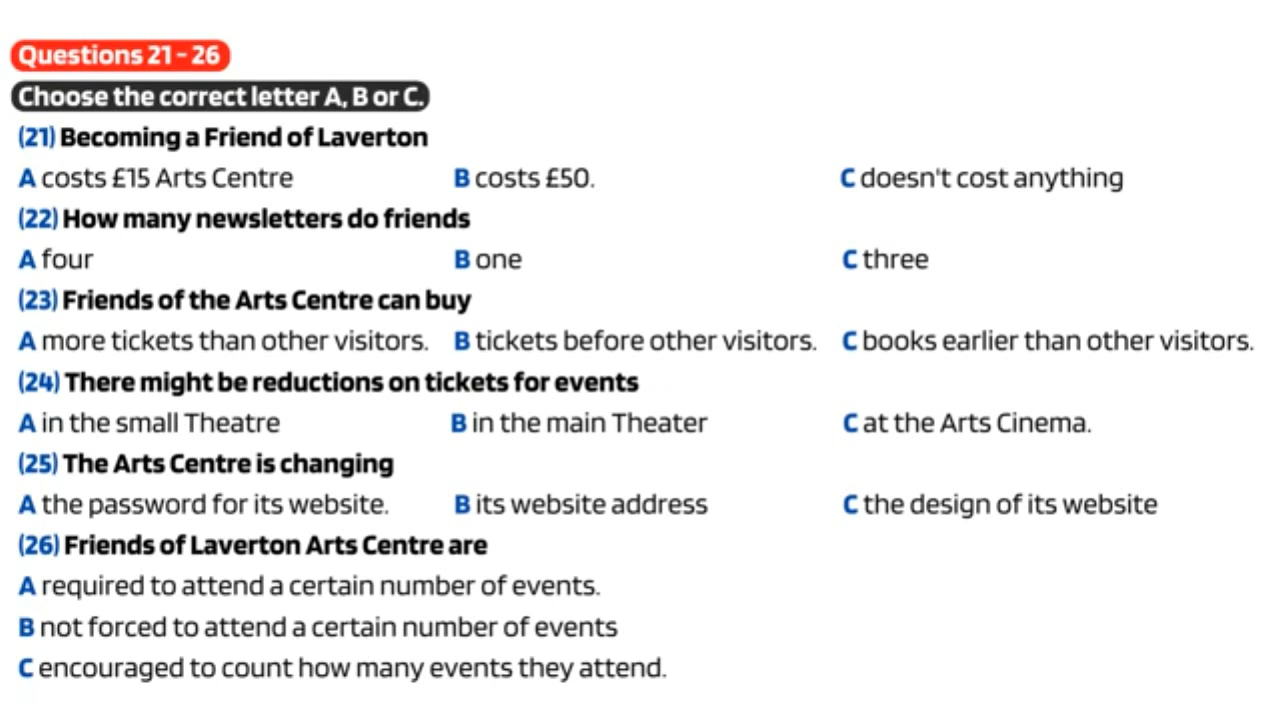 Questions 21 - 26
Choose the correct letter A, B or C.
(21) Becoming a Friend of Laverton
A costs £15 Arts Centre B costs £50. C doesn't cost anything
(22) How many newsletters do friends
A four B one C three
(23) Friends of the Arts Centre can buy
A more tickets than other visitors. B tickets before other visitors. C books earlier than other visitors.
(24) There might be reductions on tickets for events
A in the small Theatre B in the main Theater C at the Arts Cinema.
(25) The Arts Centre is changing
A the password for its website. B its website address C the design of its website
(26) Friends of Laverton Arts Centre are
A required to attend a certain number of events.
B not forced to attend a certain number of events
C encouraged to count how many events they attend.